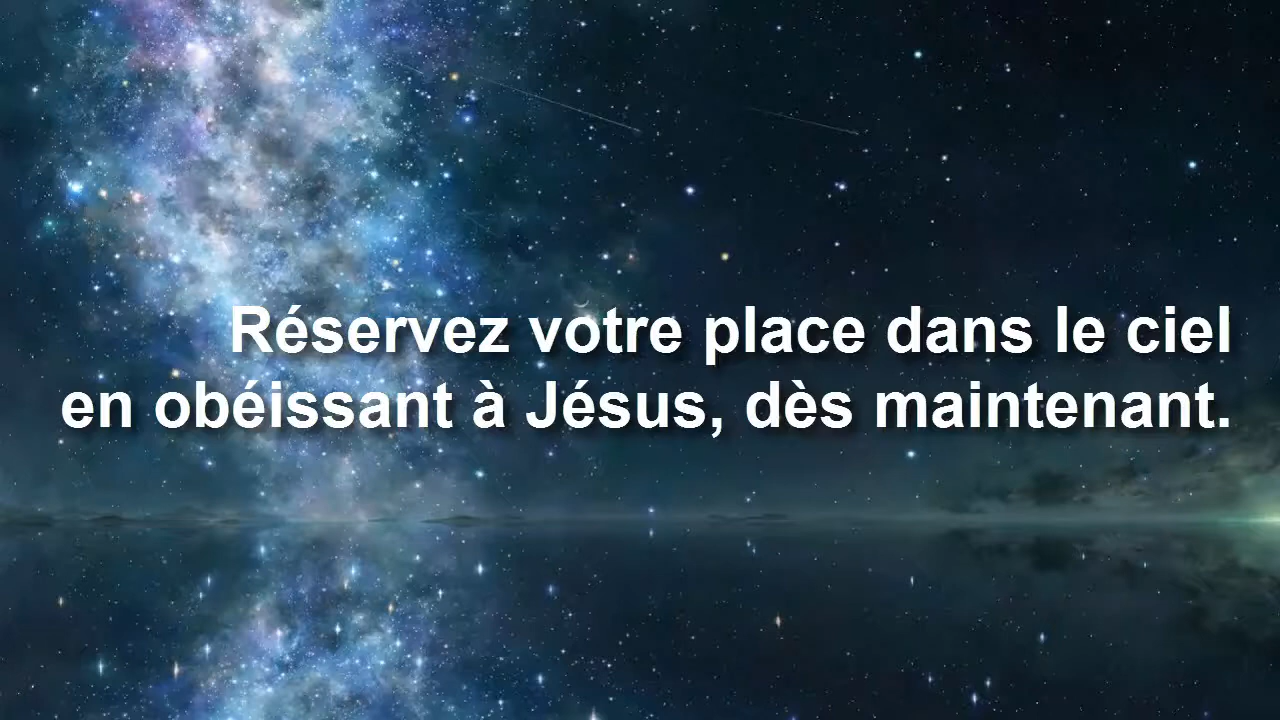 Réservez votre place dans le ciel
en obéissant à Jésus, dès maintenant.